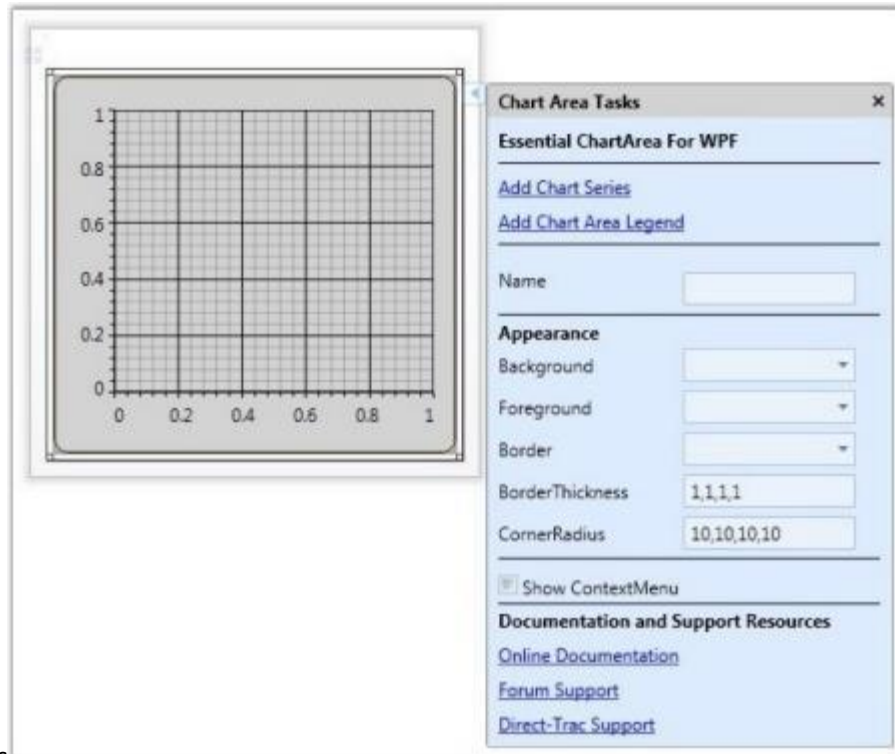 1
0.8
0.6
0.4
0.2
0
0 0.2 0.4 0.6 0.8 1
Chart Area Tasks
Essential ChartArea For WPF
Add Chart Series
Add Chart Area Legend
Name
Appearance
Background
Foreground
Border
BorderThickness 1,1,1,1
CornerRadius 10,10,10,10
Show ContextMenu
Documentation and Support Resources
Online Documentation
Forum Support
Direct-Trac Support